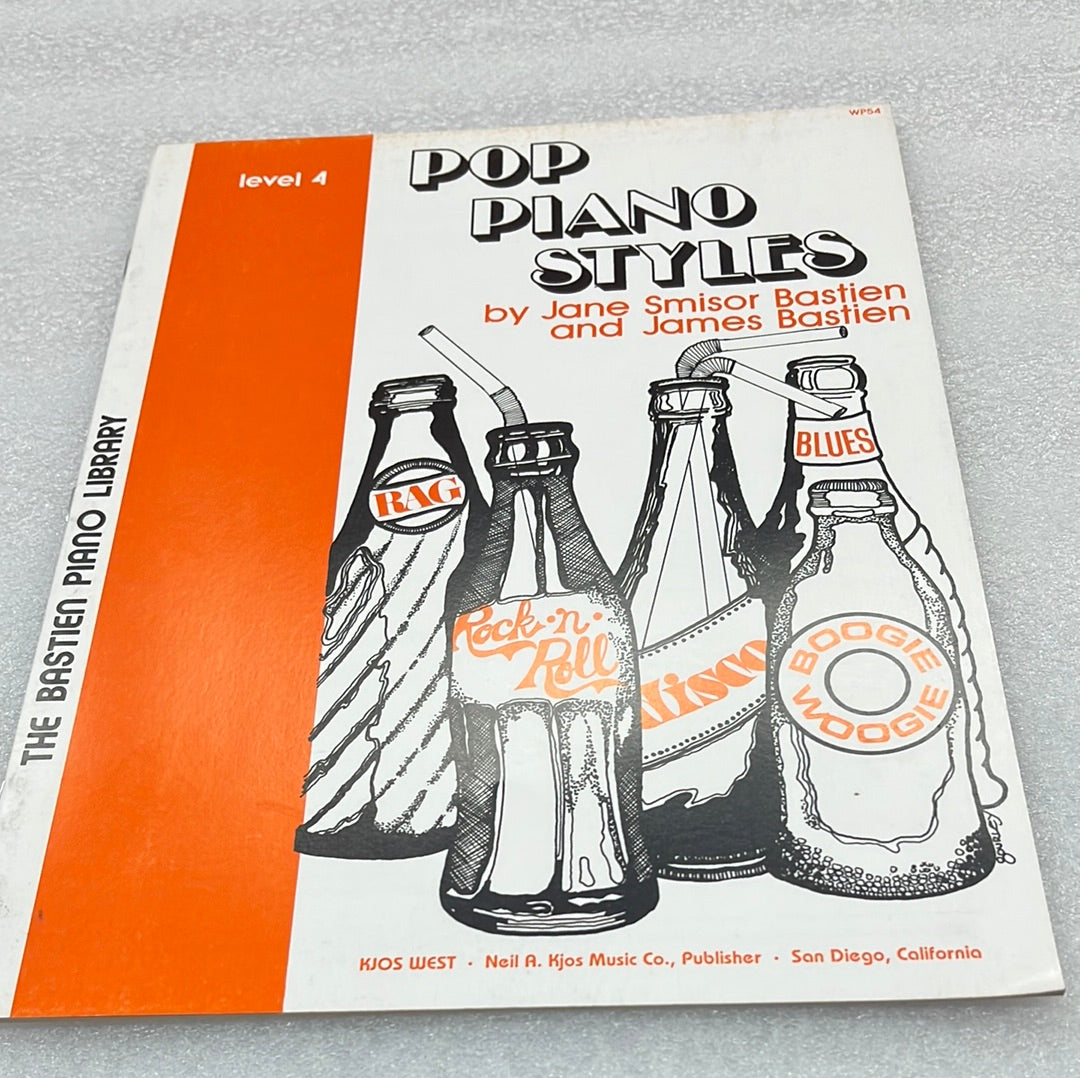 WP54
level 4
POP
PIANO
STYLES
by Jane Smisor Bastien
and James Bastien
THE BASTIEN PIANO LIBRARY
RAG
Rock·n·
Roll
Disco
BLUES
BOOGIE
WOOGIE
KJOS WEST · Neil A. Kjos Music Co., Publisher · San Diego, California